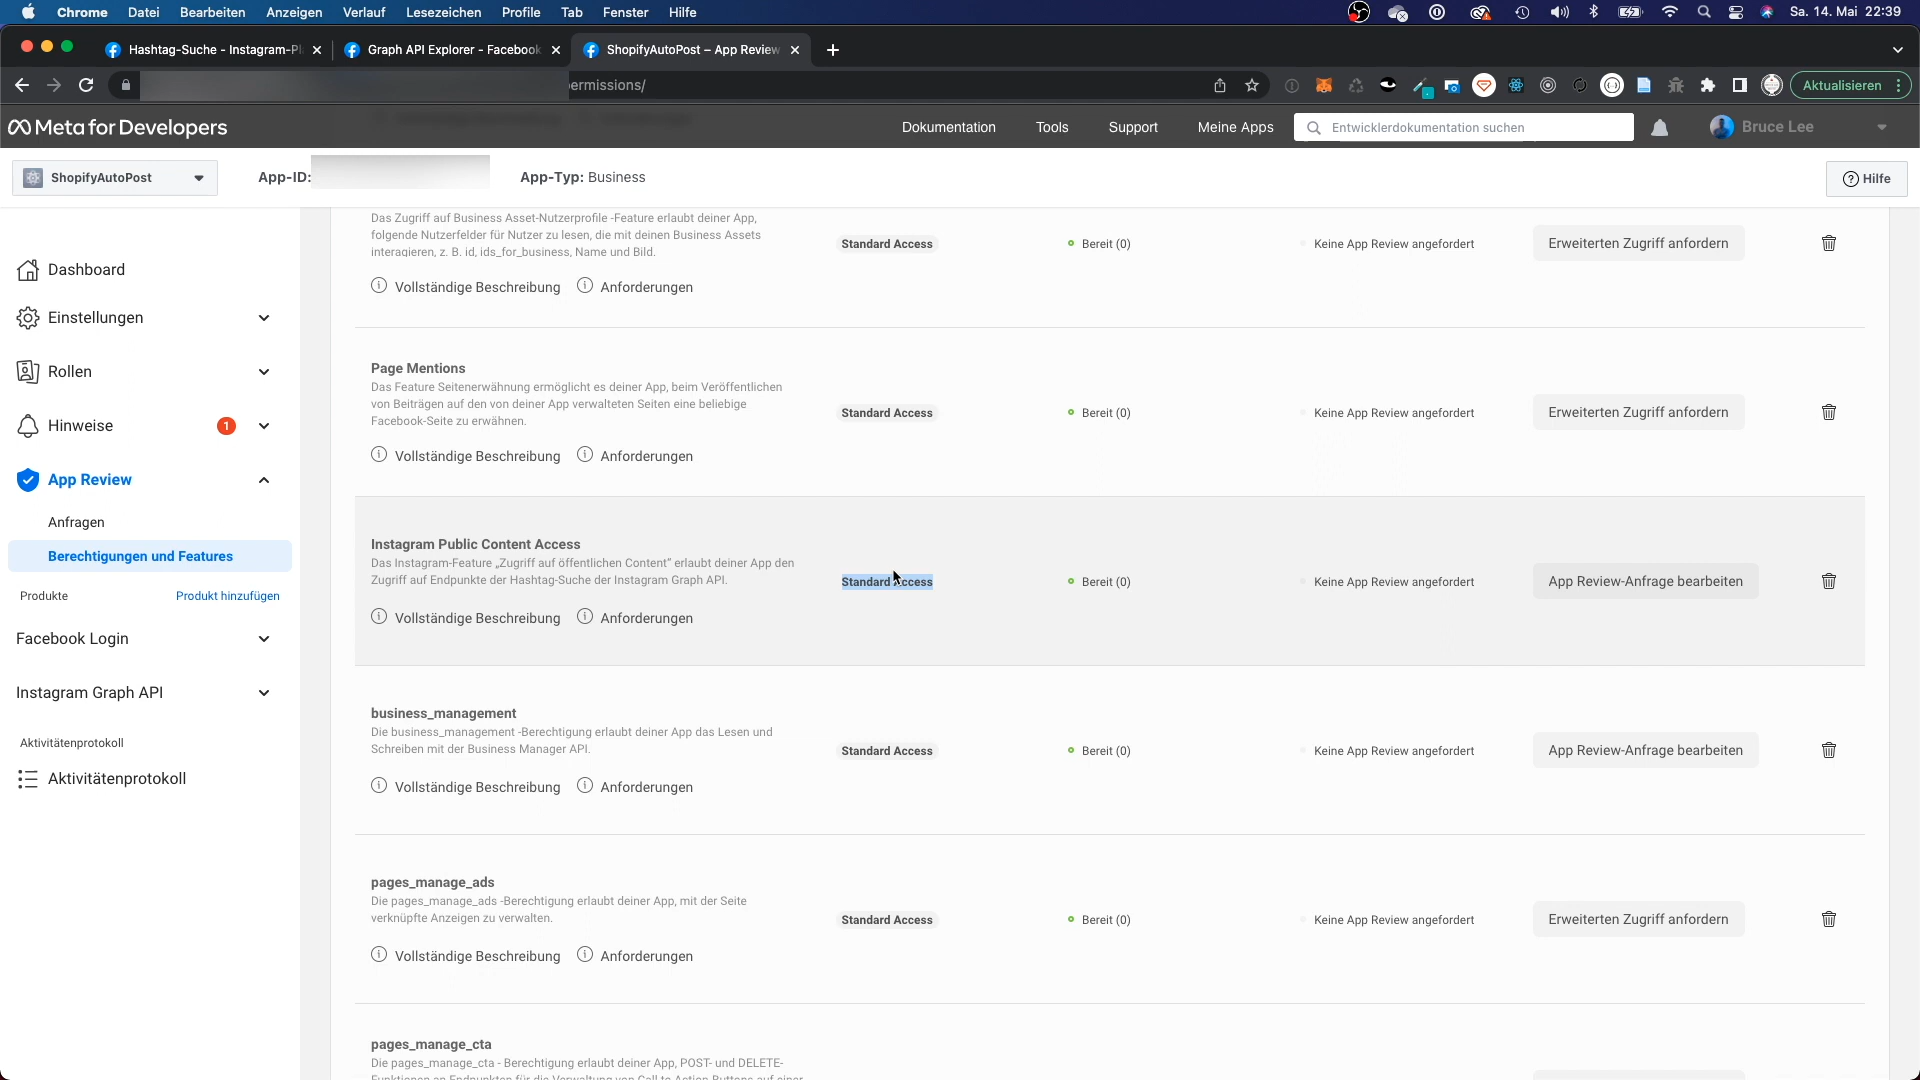 Chrome Datei Bearbeiten Anzeigen Verlauf Lesezeichen Profile Tab Fenster Hilfe Sa. 14. Mai 22:39
Hashtag-Suche - Instagram-Pl Graph API Explorer - Facebook ShopifyAutoPost – App Review
ermissions/ Aktualisieren
Meta for Developers Dokumentation Tools Support Meine Apps Entwicklerdokumentation suchen Bruce Lee
ShopifyAutoPost App-ID: App-Typ: Business Hilfe
Dashboard
Einstellungen
Rollen
Hinweise 1
App Review
Anfragen
Berechtigungen und Features
Produkte Produkt hinzufügen
Facebook Login
Instagram Graph API
Aktivitätenprotokoll
Aktivitätenprotokoll
Das Zugriff auf Business Asset-Nutzerprofile -Feature erlaubt deiner App,
folgende Nutzerfelder für Nutzer zu lesen, die mit deinen Business Assets
interagieren, z. B. id, ids_for_business, Name und Bild.
Standard Access Bereit (0) Keine App Review angefordert Erweiterten Zugriff anfordern
Vollständige Beschreibung Anforderungen
Page Mentions
Das Feature Seitenerwähnung ermöglicht es deiner App, beim Veröffentlichen
von Beiträgen auf den von deiner App verwalteten Seiten eine beliebige
Facebook-Seite zu erwähnen.
Standard Access Bereit (0) Keine App Review angefordert Erweiterten Zugriff anfordern
Vollständige Beschreibung Anforderungen
Instagram Public Content Access
Das Instagram-Feature „Zugriff auf öffentlichen Content“ erlaubt deiner App den
Zugriff auf Endpunkte der Hashtag-Suche der Instagram Graph API.
Standard Access Bereit (0) Keine App Review angefordert App Review-Anfrage bearbeiten
Vollständige Beschreibung Anforderungen
business_management
Die business_management -Berechtigung erlaubt deiner App das Lesen und
Schreiben mit der Business Manager API.
Standard Access Bereit (0) Keine App Review angefordert App Review-Anfrage bearbeiten
Vollständige Beschreibung Anforderungen
pages_manage_ads
Die pages_manage_ads -Berechtigung erlaubt deiner App, mit der Seite
verknüpfte Anzeigen zu verwalten.
Standard Access Bereit (0) Keine App Review angefordert Erweiterten Zugriff anfordern
Vollständige Beschreibung Anforderungen
pages_manage_cta
Die pages_manage_cta - Berechtigung erlaubt deiner App, POST- und DELETE-
Funktionen an Endpunkten für die Verwaltung von Call to Action-Buttons auf einer